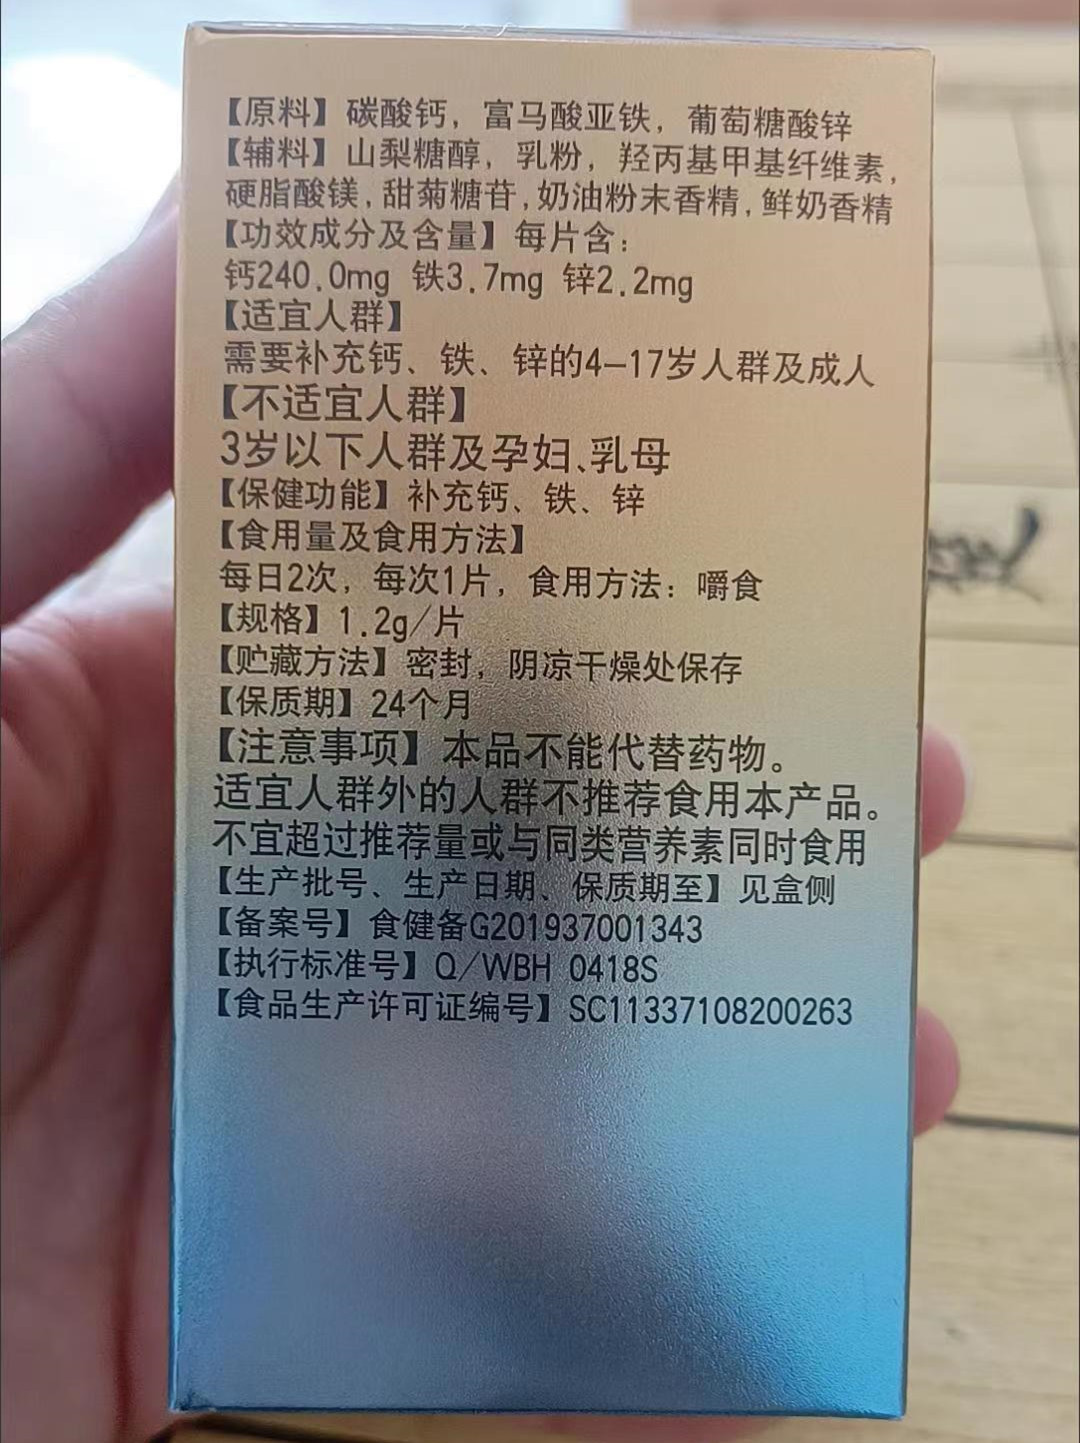 【原料】碳酸钙，富马酸亚铁，葡萄糖酸锌
【辅料】山梨糖醇，乳粉，羟丙基甲基纤维素，
硬脂酸镁，甜菊糖苷，奶油粉末香精，鲜奶香精
【功效成分及含量】每片含：
钙240.0mg 铁3.7mg 锌2.2mg
【适宜人群】
需要补充钙、铁、锌的4—17岁人群及成人
【不适宜人群】
3岁以下人群及孕妇、乳母
【保健功能】补充钙、铁、锌
【食用量及食用方法】
每日2次，每次1片，食用方法：嚼食
【规格】1.2g/片
【贮藏方法】密封，阴凉干燥处保存
【保质期】24个月
【注意事项】本品不能代替药物。
适宜人群外的人群不推荐食用本产品。
不宜超过推荐量或与同类营养素同时食用
【生产批号、生产日期、保质期至】见盒侧
【备案号】食健备G201937001343
【执行标准号】Q/WBH 0418S
【食品生产许可证编号】SC11337108200263